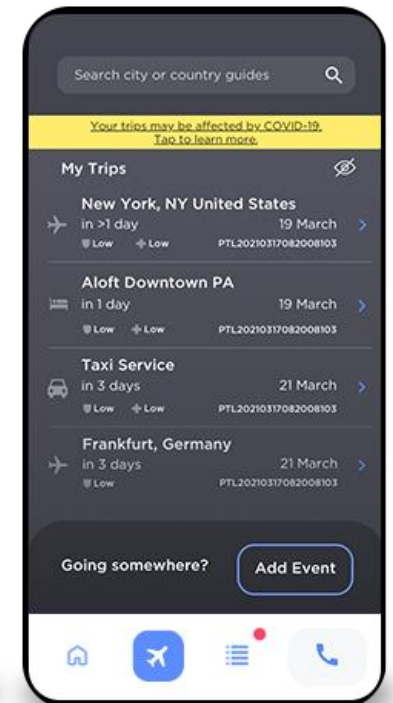 Search city or country guides
Your trips may be affected by COVID-19.
Tap to learn more.
My Trips
New York, NY United States
in >1 day 19 March
Low Low PTL20210317082008103
Aloft Downtown PA
in 1 day 19 March
Low Low PTL20210317082008103
Taxi Service
in 3 days 21 March
Low Low PTL20210317082008103
Frankfurt, Germany
in 3 days 21 March
Low PTL20210317082008103
Going somewhere? Add Event